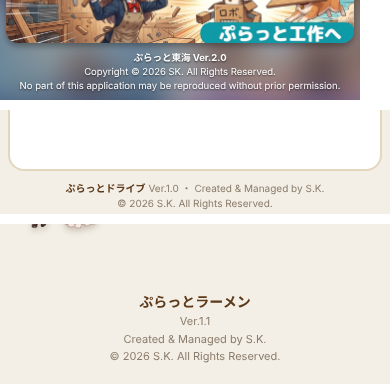 ロボ
ぷらっと工作へ
ぷらっと東海 Ver.2.0
Copyright © 2026 SK. All Rights Reserved.
No part of this application may be reproduced without prior permission.
ぷらっとドライブ Ver.1.0 ・ Created & Managed by S.K.
© 2026 S.K. All Rights Reserved.
ぷらっとラーメン
Ver.1.1
Created & Managed by S.K.
© 2026 S.K. All Rights Reserved.